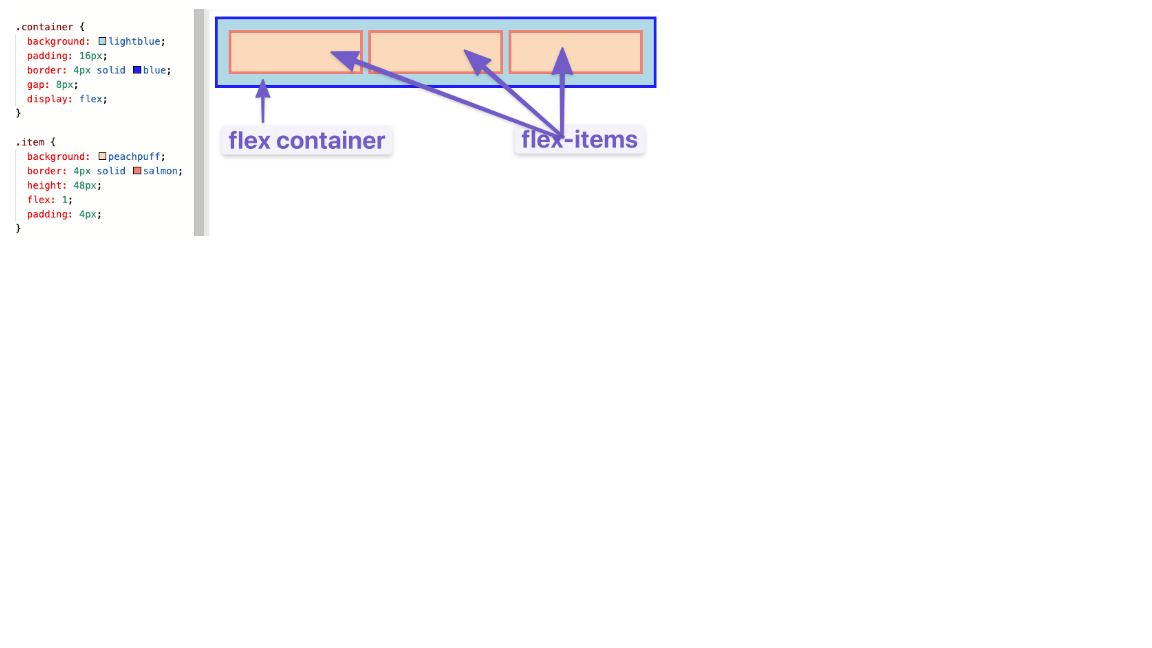 .container {
background: lightblue;
padding: 16px;
border: 4px solid blue;
gap: 8px;
display: flex;
}
.item {
background: peachpuff;
border: 4px solid salmon;
height: 48px;
flex: 1;
padding: 4px;
}
flex container
flex-items